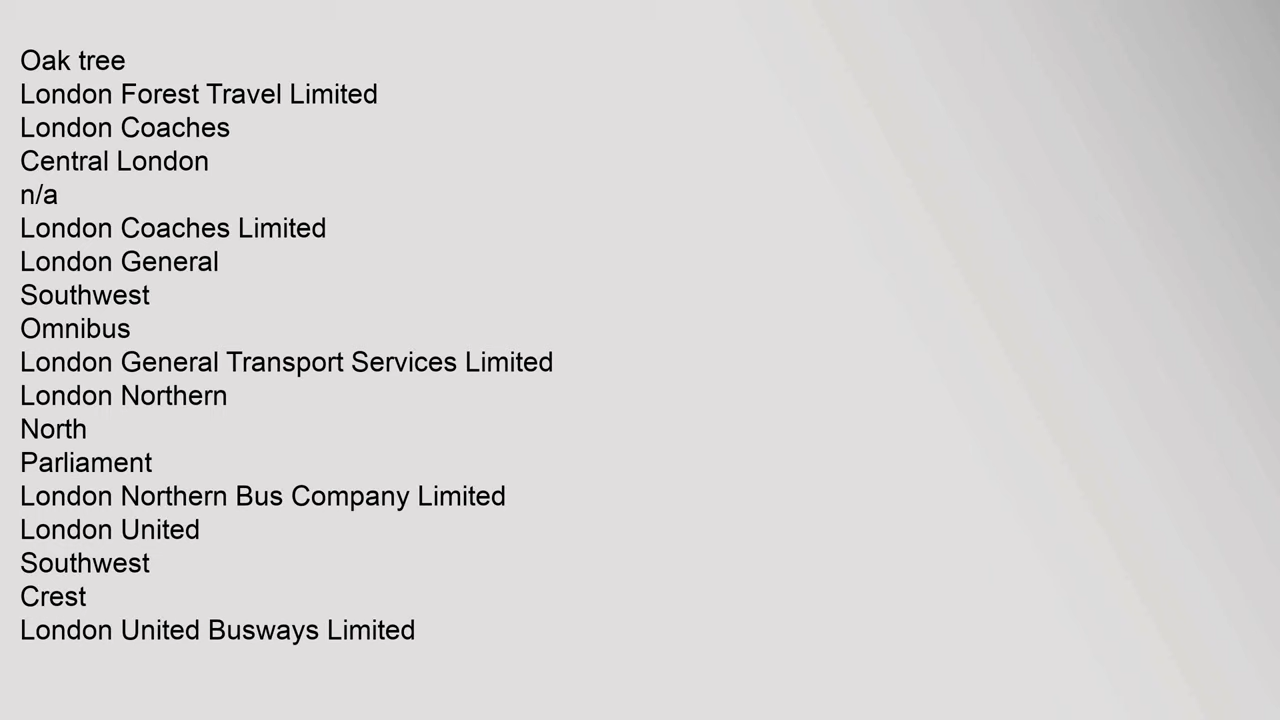 Oak tree
London Forest Travel Limited
London Coaches
Central London
n/a
London Coaches Limited
London General
Southwest
Omnibus
London General Transport Services Limited
London Northern
North
Parliament
London Northern Bus Company Limited
London United
Southwest
Crest
London United Busways Limited